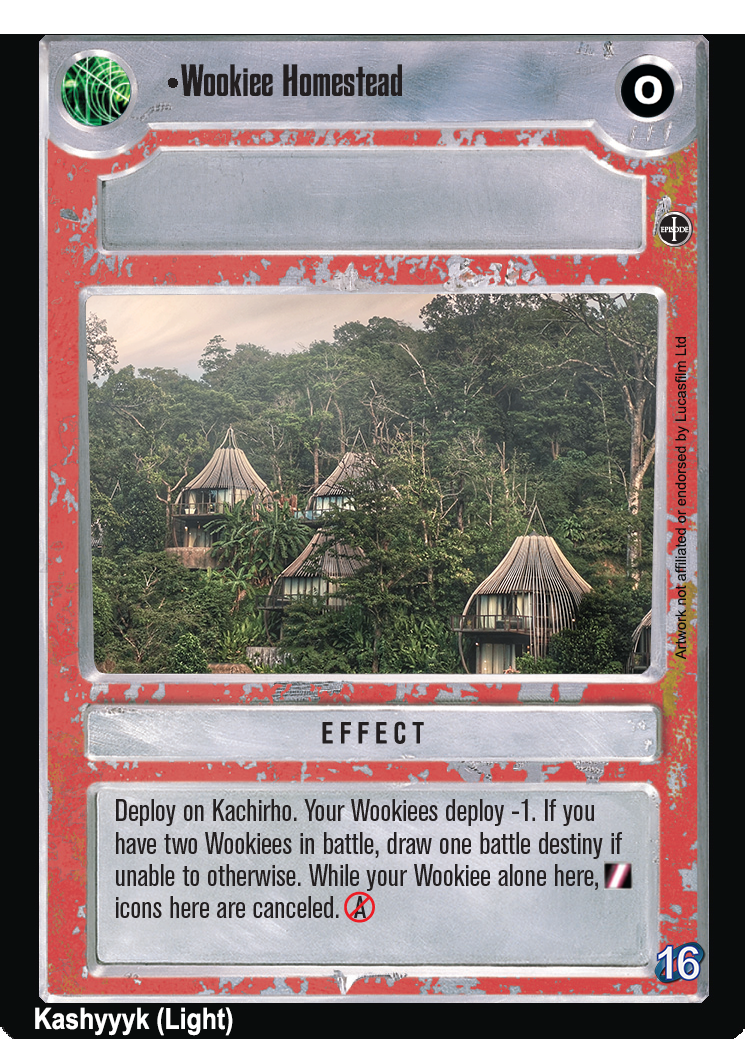 •Wookiee Homestead
0
EPISODE
I
Artwork not affiliated or endorsed by Lucasfilm Ltd
EFFECT
Deploy on Kachirho. Your Wookiees deploy -1. If you
have two Wookiees in battle, draw one battle destiny if
unable to otherwise. While your Wookiee alone here,
icons here are canceled. A
16
Kashyyyk (Light)